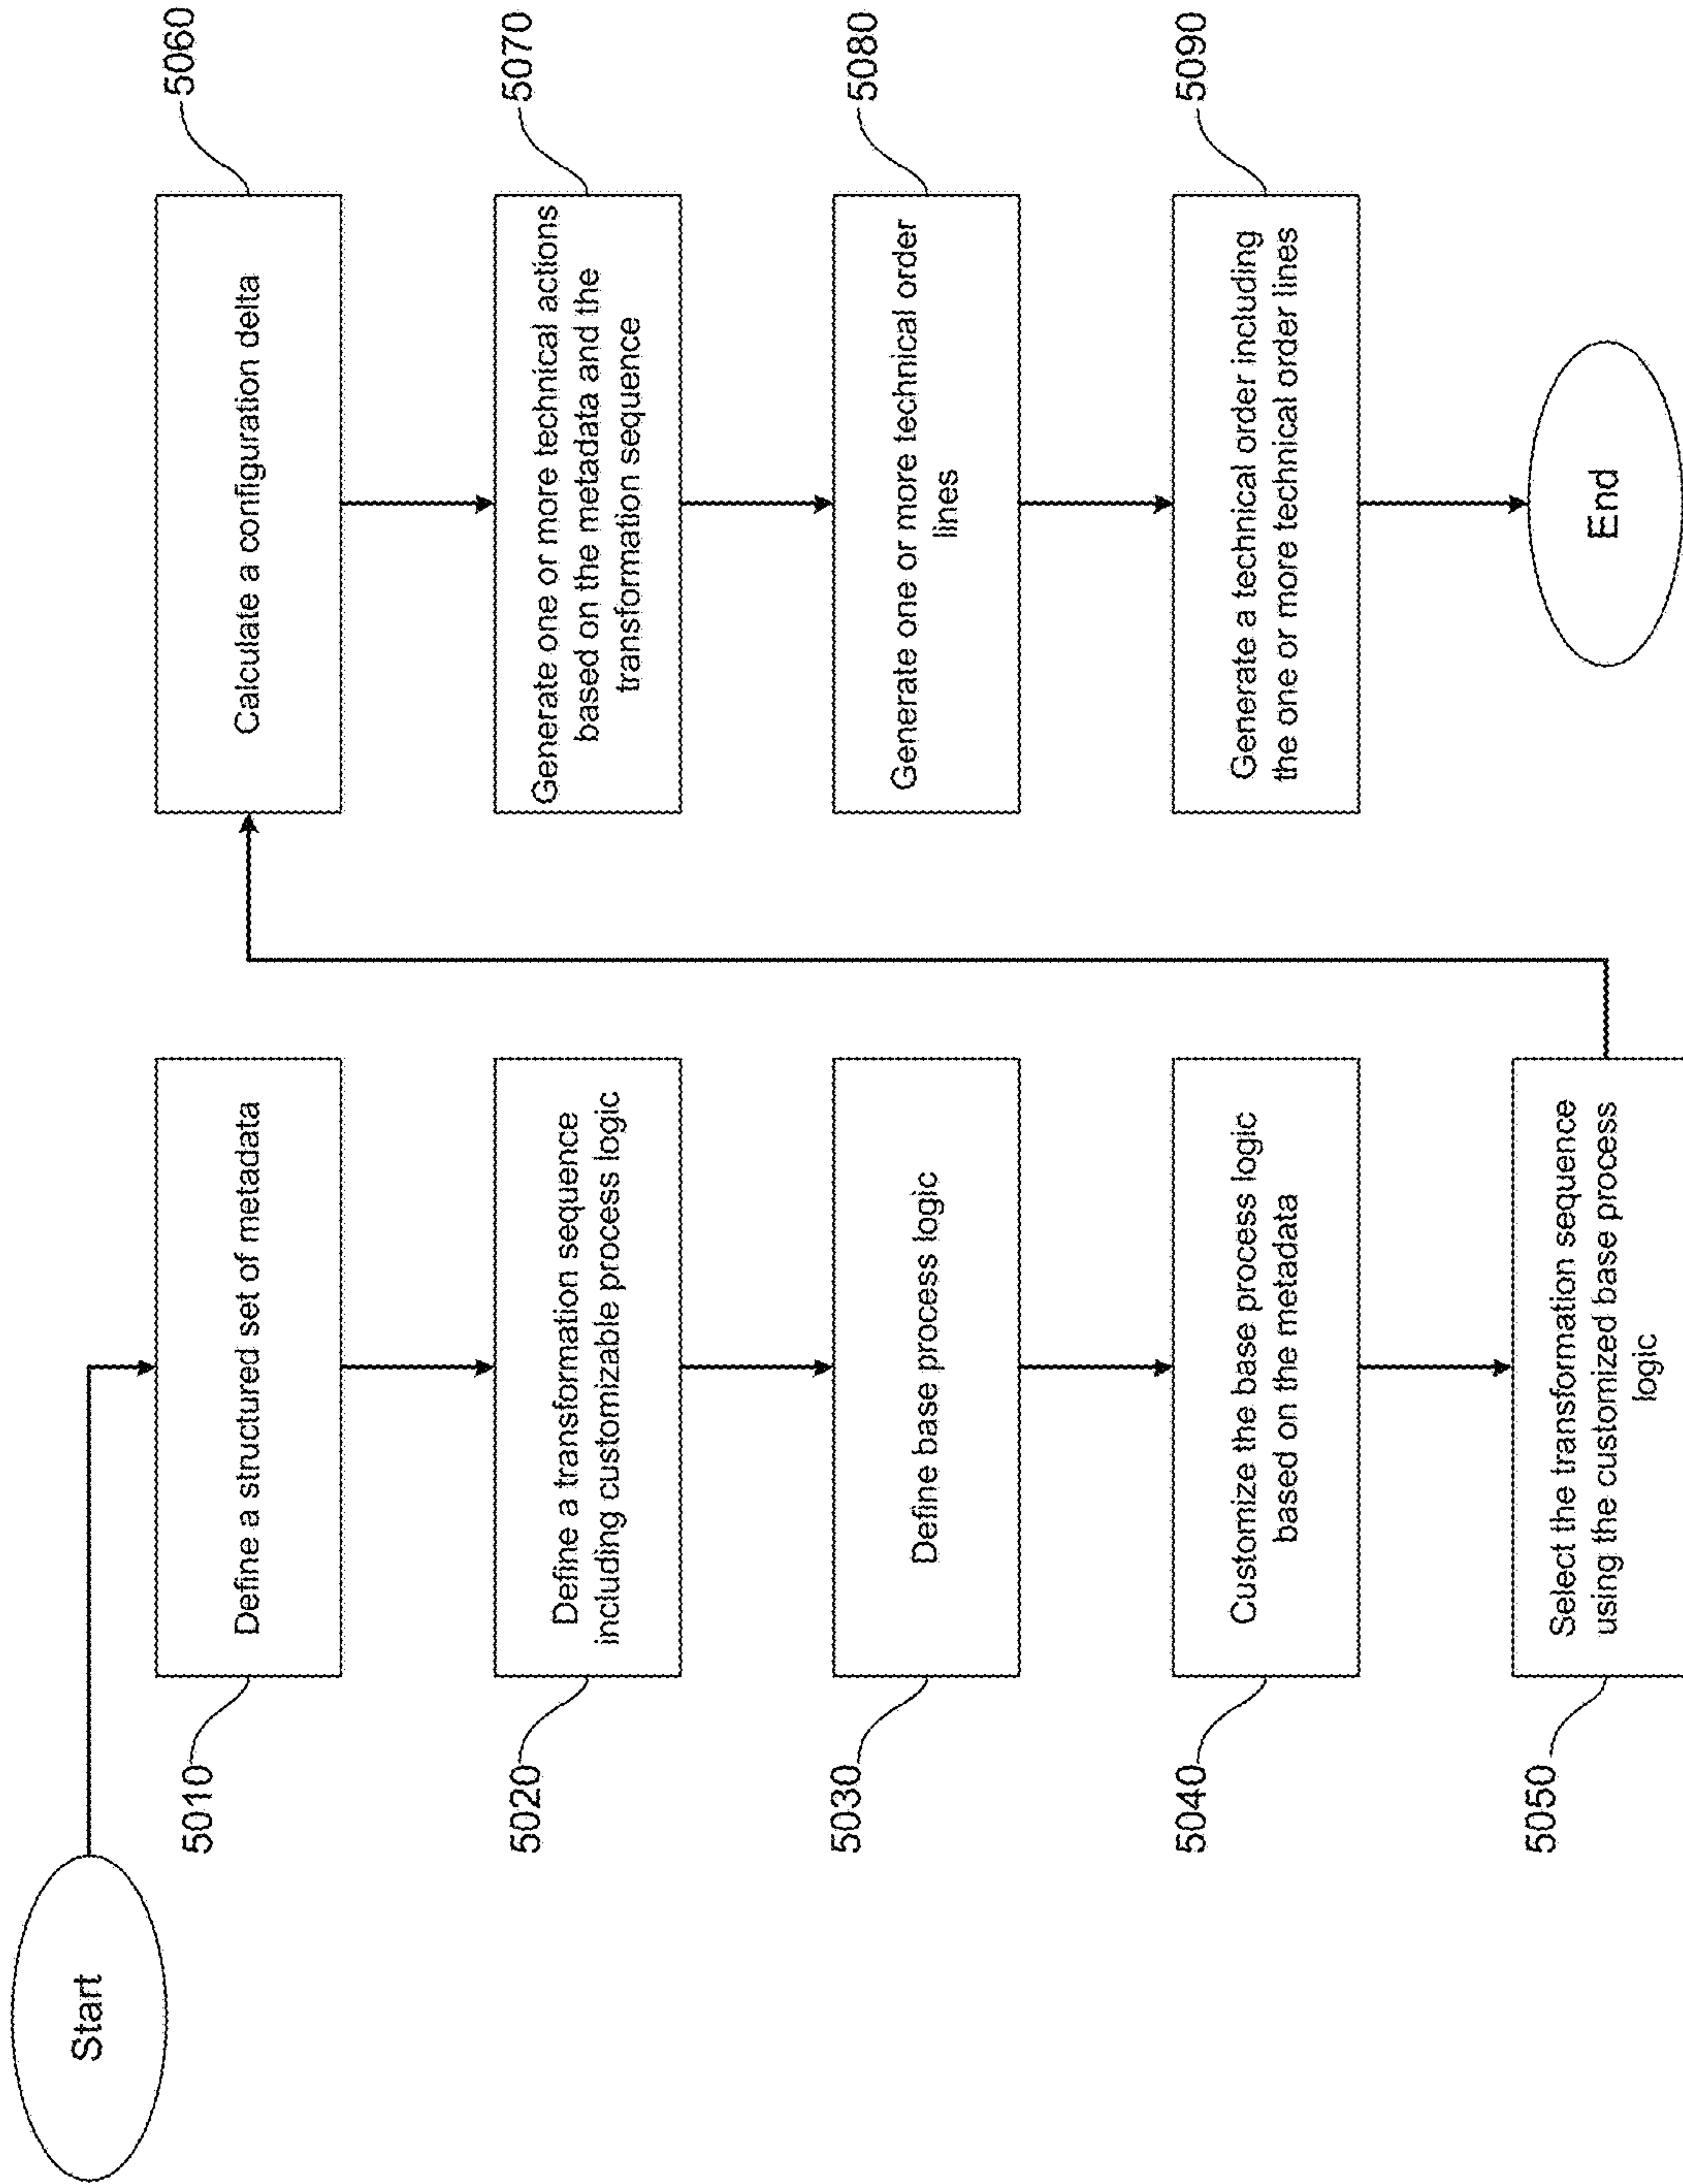 Start
5010
Define a structured set of metadata
5020
Define a transformation sequence
including customizable process logic
5030
Define base process logic
5040
Customize the base process logic
based on the metadata
5050
Select the transformation sequence
using the customized base process
logic
5060
Calculate a configuration delta
5070
Generate one or more technical actions
based on the metadata and the
transformation sequence
5080
Generate one or more technical order
lines
5090
Generate a technical order including
the one or more technical order lines
End